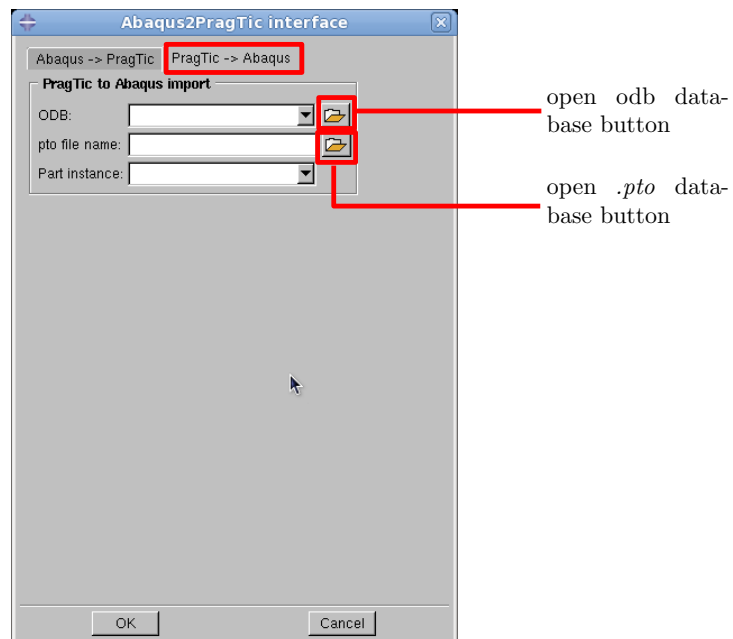 Abaqus2PragTic interface
Abaqus -> PragTic
PragTic -> Abaqus
PragTic to Abaqus import
ODB:
pto file name:
Part instance:
open odb data-
base button
open .pto data-
base button
OK
Cancel